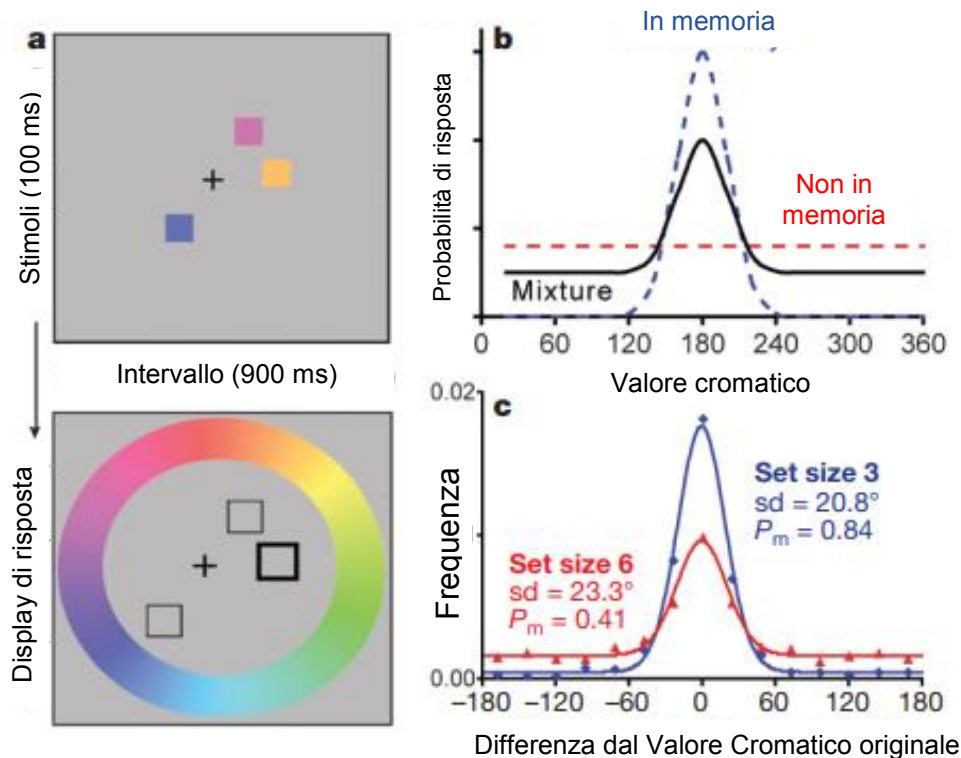 a
Stimoli (100 ms)
Intervallo (900 ms)
Display di risposta
In memoria
b
Probabilità di risposta
Non in
memoria
Mixture
0 60 120 180 240 300 360
Valore cromatico
0.02
c
Frequenza
Set size 3
sd = 20.8°
Pm = 0.84
Set size 6
sd = 23.3°
Pm = 0.41
0.00
-180 -120 -60 0 60 120 180
Differenza dal Valore Cromatico originale